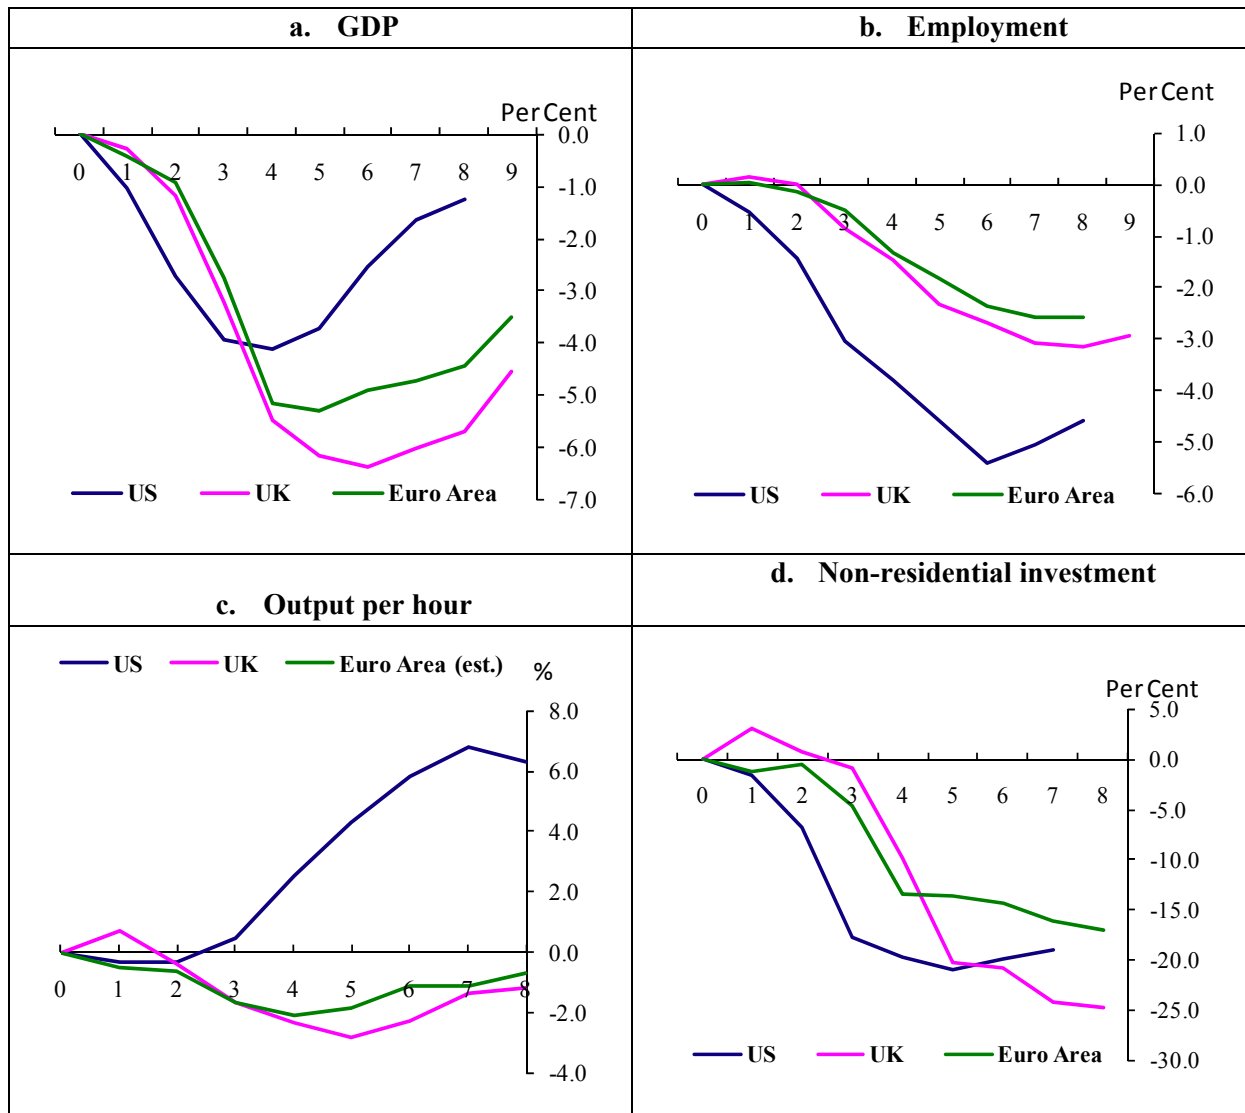 a. GDP
Per Cent
0.0
0 1 2 3 4 5 6 7 8 9
-1.0
-2.0
-3.0
-4.0
-5.0
-6.0
US UK Euro Area
-7.0
b. Employment
Per Cent
1.0
0.0
0 1 2 3 4 5 6 7 8 9
-1.0
-2.0
-3.0
-4.0
-5.0
US UK Euro Area
-6.0
c. Output per hour
US UK Euro Area (est.)
%
8.0
6.0
4.0
2.0
0.0
0 1 2 3 4 5 6 7 8
-2.0
-4.0
d. Non-residential investment
Per Cent
5.0
0.0
0 1 2 3 4 5 6 7 8
-5.0
-10.0
-15.0
-20.0
-25.0
US UK Euro Area
-30.0